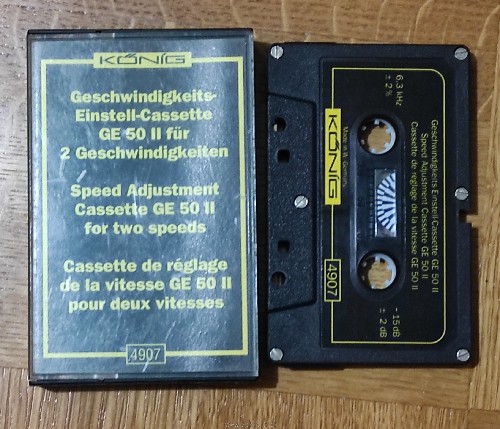 KÖNIG
Geschwindigkeits-
Einstell-Cassette
GE 50 II für
2 Geschwindigkeiten
Speed Adjustment
Cassette GE 50 II
for two speeds
Cassette de réglage
de la vitesse GE 50 II
pour deux vitesses
4907
Geschwindigkeits Einstell-Cassette GE 50 II
Speed Adjustment Cassette GE 50 II
Cassette de réglage de la vitesse GE 50 II
6,3 kHz
± 2%
- 15 dB
± 2 dB
Made in W. Germany
KÖNIG
4907